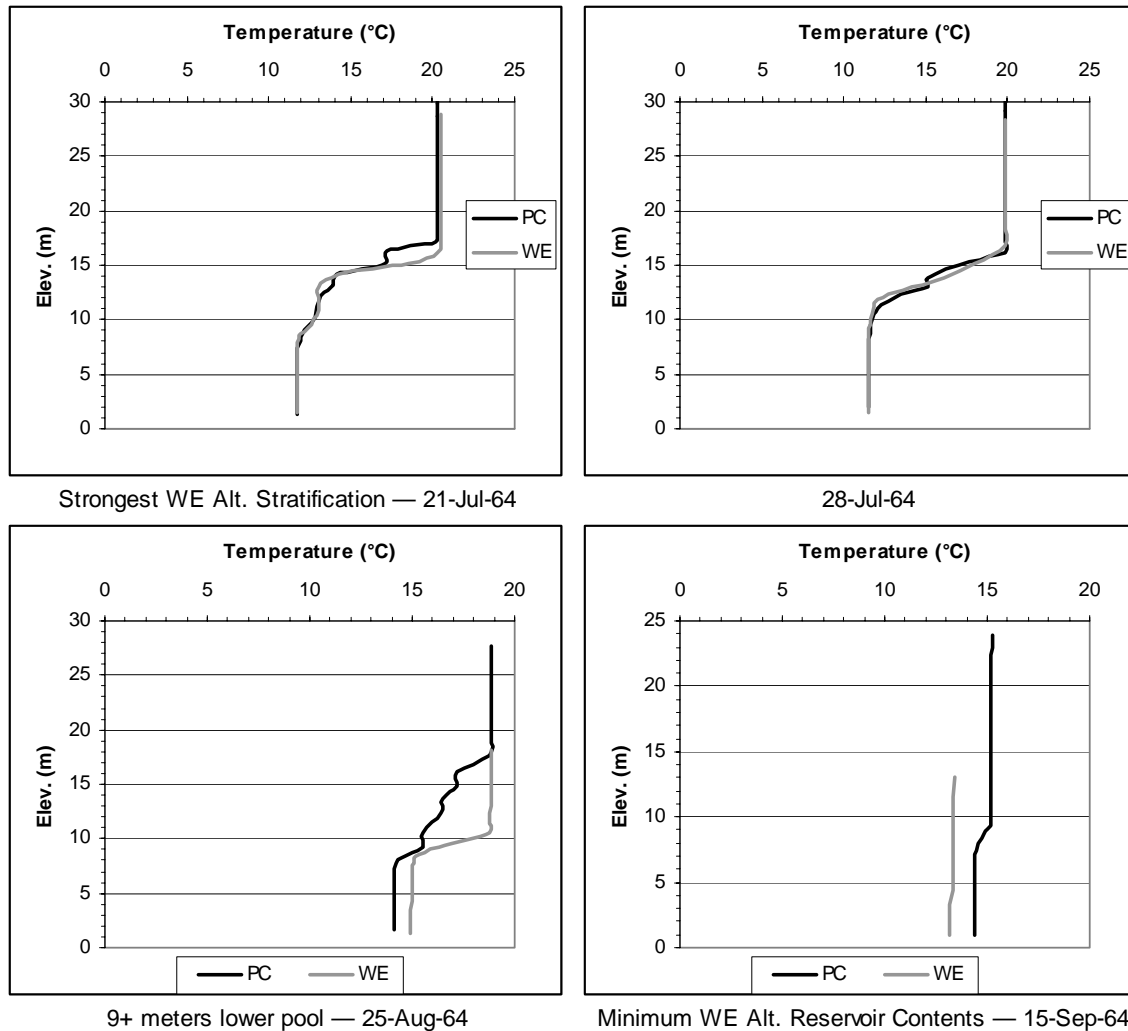 Temperature (°C)
0 5 10 15 20 25
30
25
20
15
10
5
0
Elev. (m)
PC
WE
Strongest WE Alt. Stratification — 21-Jul-64
Temperature (°C)
0 5 10 15 20 25
30
25
20
15
10
5
0
Elev. (m)
PC
WE
28-Jul-64
Temperature (°C)
0 5 10 15 20
30
25
20
15
10
5
0
Elev. (m)
PC WE
9+ meters lower pool — 25-Aug-64
Temperature (°C)
0 5 10 15 20
25
20
15
10
5
0
Elev. (m)
PC WE
Minimum WE Alt. Reservoir Contents — 15-Sep-64